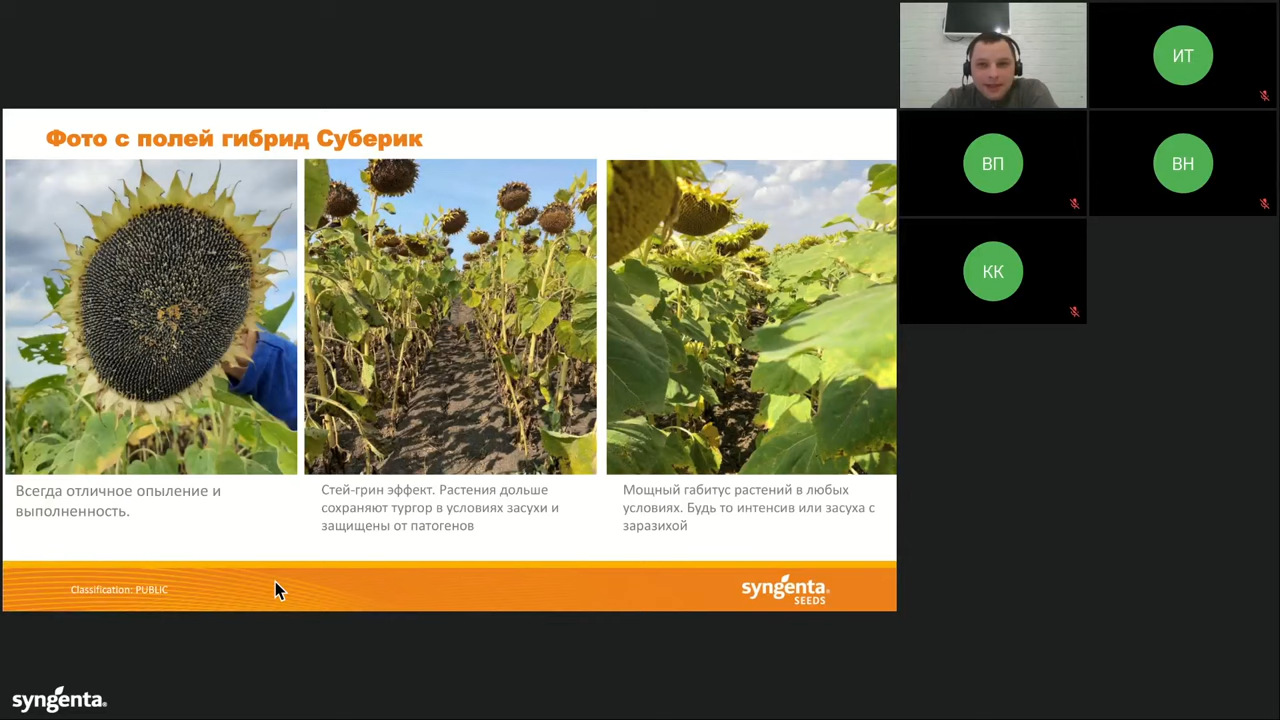 ИТ
ВП
ВН
КК
Фото с полей гибрид Суберик
Всегда отличное опыление и
выполненность.
Стей-грин эффект. Растения дольше
сохраняют тургор в условиях засухи и
защищены от патогенов
Мощный габитус растений в любых
условиях. Будь то интенсив или засуха с
заразихой
Classification: PUBLIC
syngenta
SEEDS
syngenta